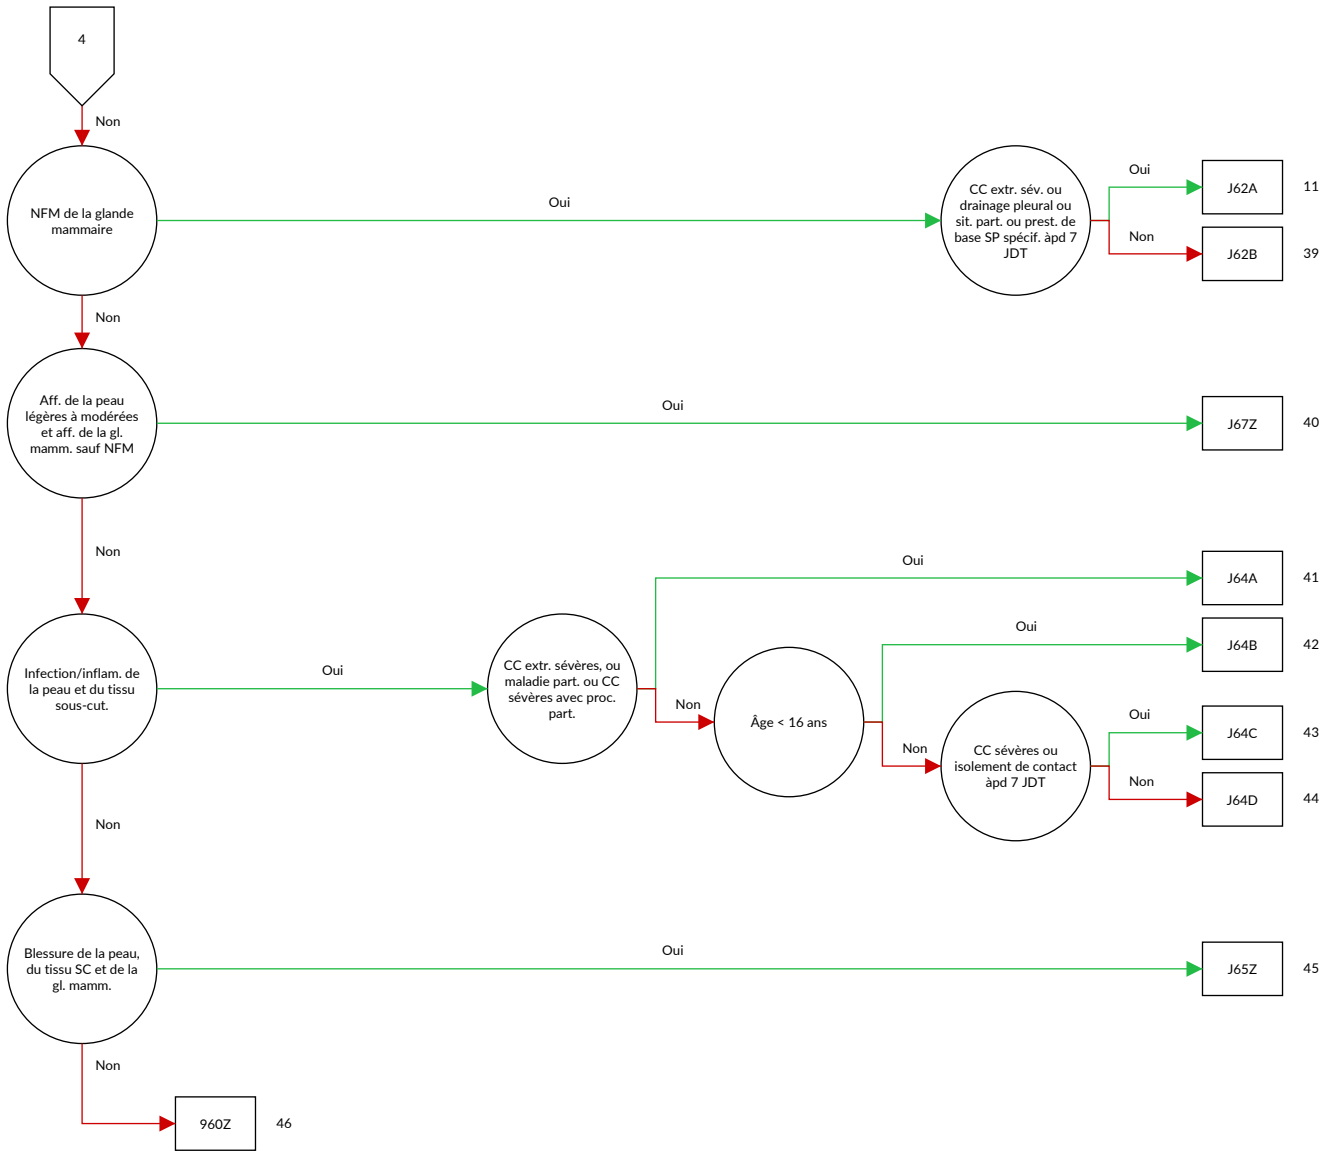 4
Non
NFM de la glande
mammaire
Oui
CC extr. sév. ou
drainage pleural ou
sit. part. ou prest. de
base SP spécif. àpd 7
JDT
Oui
J62A
11
Non
J62B
39
Non
Aff. de la peau
légères à modérées
et aff. de la gl.
mamm. sauf NFM
Oui
J67Z
40
Non
Infection/inflam. de
la peau et du tissu
sous-cut.
Oui
CC extr. sévères, ou
maladie part. ou CC
sévères avec proc.
part.
Oui
J64A
41
Non
Âge < 16 ans
Oui
J64B
42
Non
CC sévères ou
isolement de contact
àpd 7 JDT
Oui
J64C
43
Non
J64D
44
Non
Blessure de la peau,
du tissu SC et de la
gl. mamm.
Oui
J65Z
45
Non
960Z
46